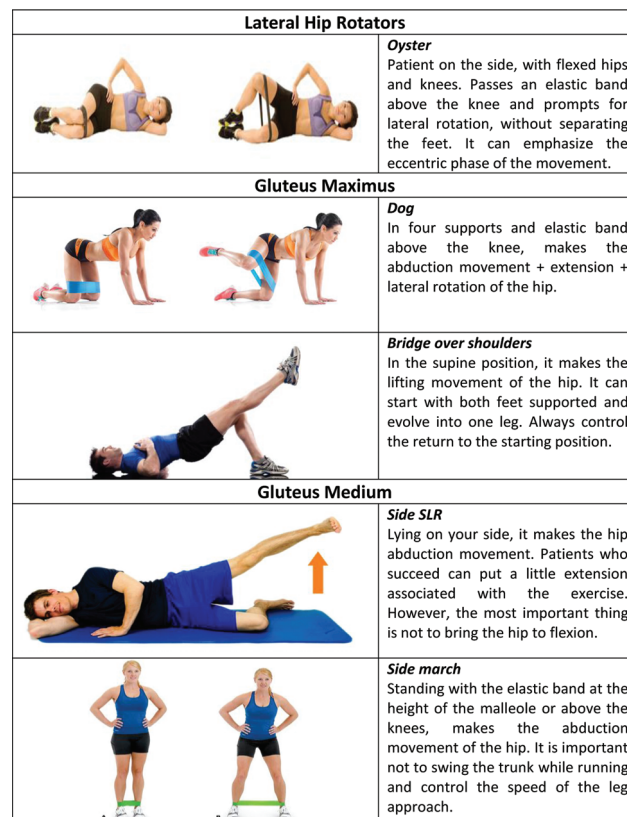 Lateral Hip Rotators
Oyster
Patient on the side, with flexed hips
and knees. Passes an elastic band
above the knee and prompts for
lateral rotation, without separating
the feet. It can emphasize the
eccentric phase of the movement.
Gluteus Maximus
Dog
In four supports and elastic band
above the knee, makes the
abduction movement + extension +
lateral rotation of the hip.
Bridge over shoulders
In the supine position, it makes the
lifting movement of the hip. It can
start with both feet supported and
evolve into one leg. Always control
the return to the starting position.
Gluteus Medium
Side SLR
Lying on your side, it makes the hip
abduction movement. Patients who
succeed can put a little extension
associated with the exercise.
However, the most important thing
is not to bring the hip to flexion.
Side march
Standing with the elastic band at the
height of the malleole or above the
knees, makes the abduction
movement of the hip. It is important
not to swing the trunk while running
and control the speed of the leg
approach.